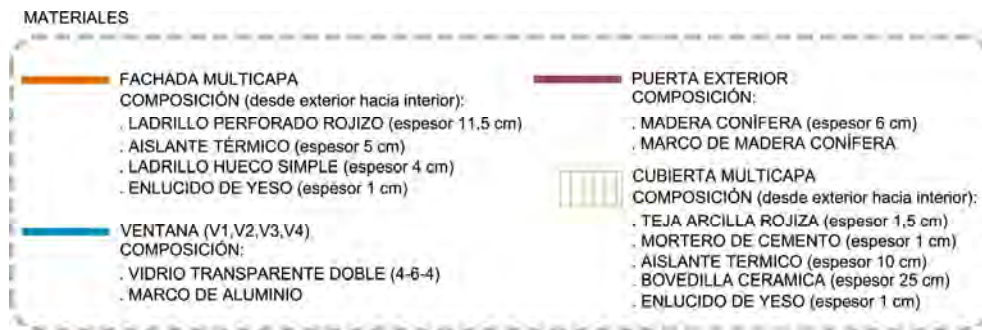 MATERIALES
FACHADA MULTICAPA
COMPOSICIÓN (desde exterior hacia interior):
. LADRILLO PERFORADO ROJIZO (espesor 11,5 cm)
. AISLANTE TÉRMICO (espesor 5 cm)
. LADRILLO HUECO SIMPLE (espesor 4 cm)
. ENLUCIDO DE YESO (espesor 1 cm)
VENTANA (V1,V2,V3,V4)
COMPOSICIÓN:
. VIDRIO TRANSPARENTE DOBLE (4-6-4)
. MARCO DE ALUMINIO
PUERTA EXTERIOR
COMPOSICIÓN:
. MADERA CONÍFERA (espesor 6 cm)
. MARCO DE MADERA CONÍFERA
CUBIERTA MULTICAPA
COMPOSICIÓN (desde exterior hacia interior):
. TEJA ARCILLA ROJIZA (espesor 1,5 cm)
. MORTERO DE CEMENTO (espesor 1 cm)
. AISLANTE TERMICO (espesor 10 cm)
. BOVEDILLA CERAMICA (espesor 25 cm)
. ENLUCIDO DE YESO (espesor 1 cm)